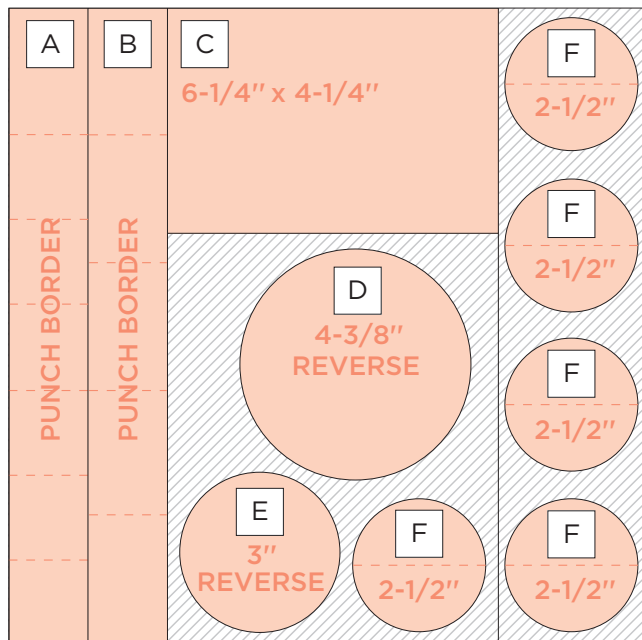 A
PUNCH BORDER
B
PUNCH BORDER
C
6-1/4" x 4-1/4"
D
4-3/8"
REVERSE
E
3"
REVERSE
F
2-1/2"
F
2-1/2"
F
2-1/2"
F
2-1/2"
F
2-1/2"